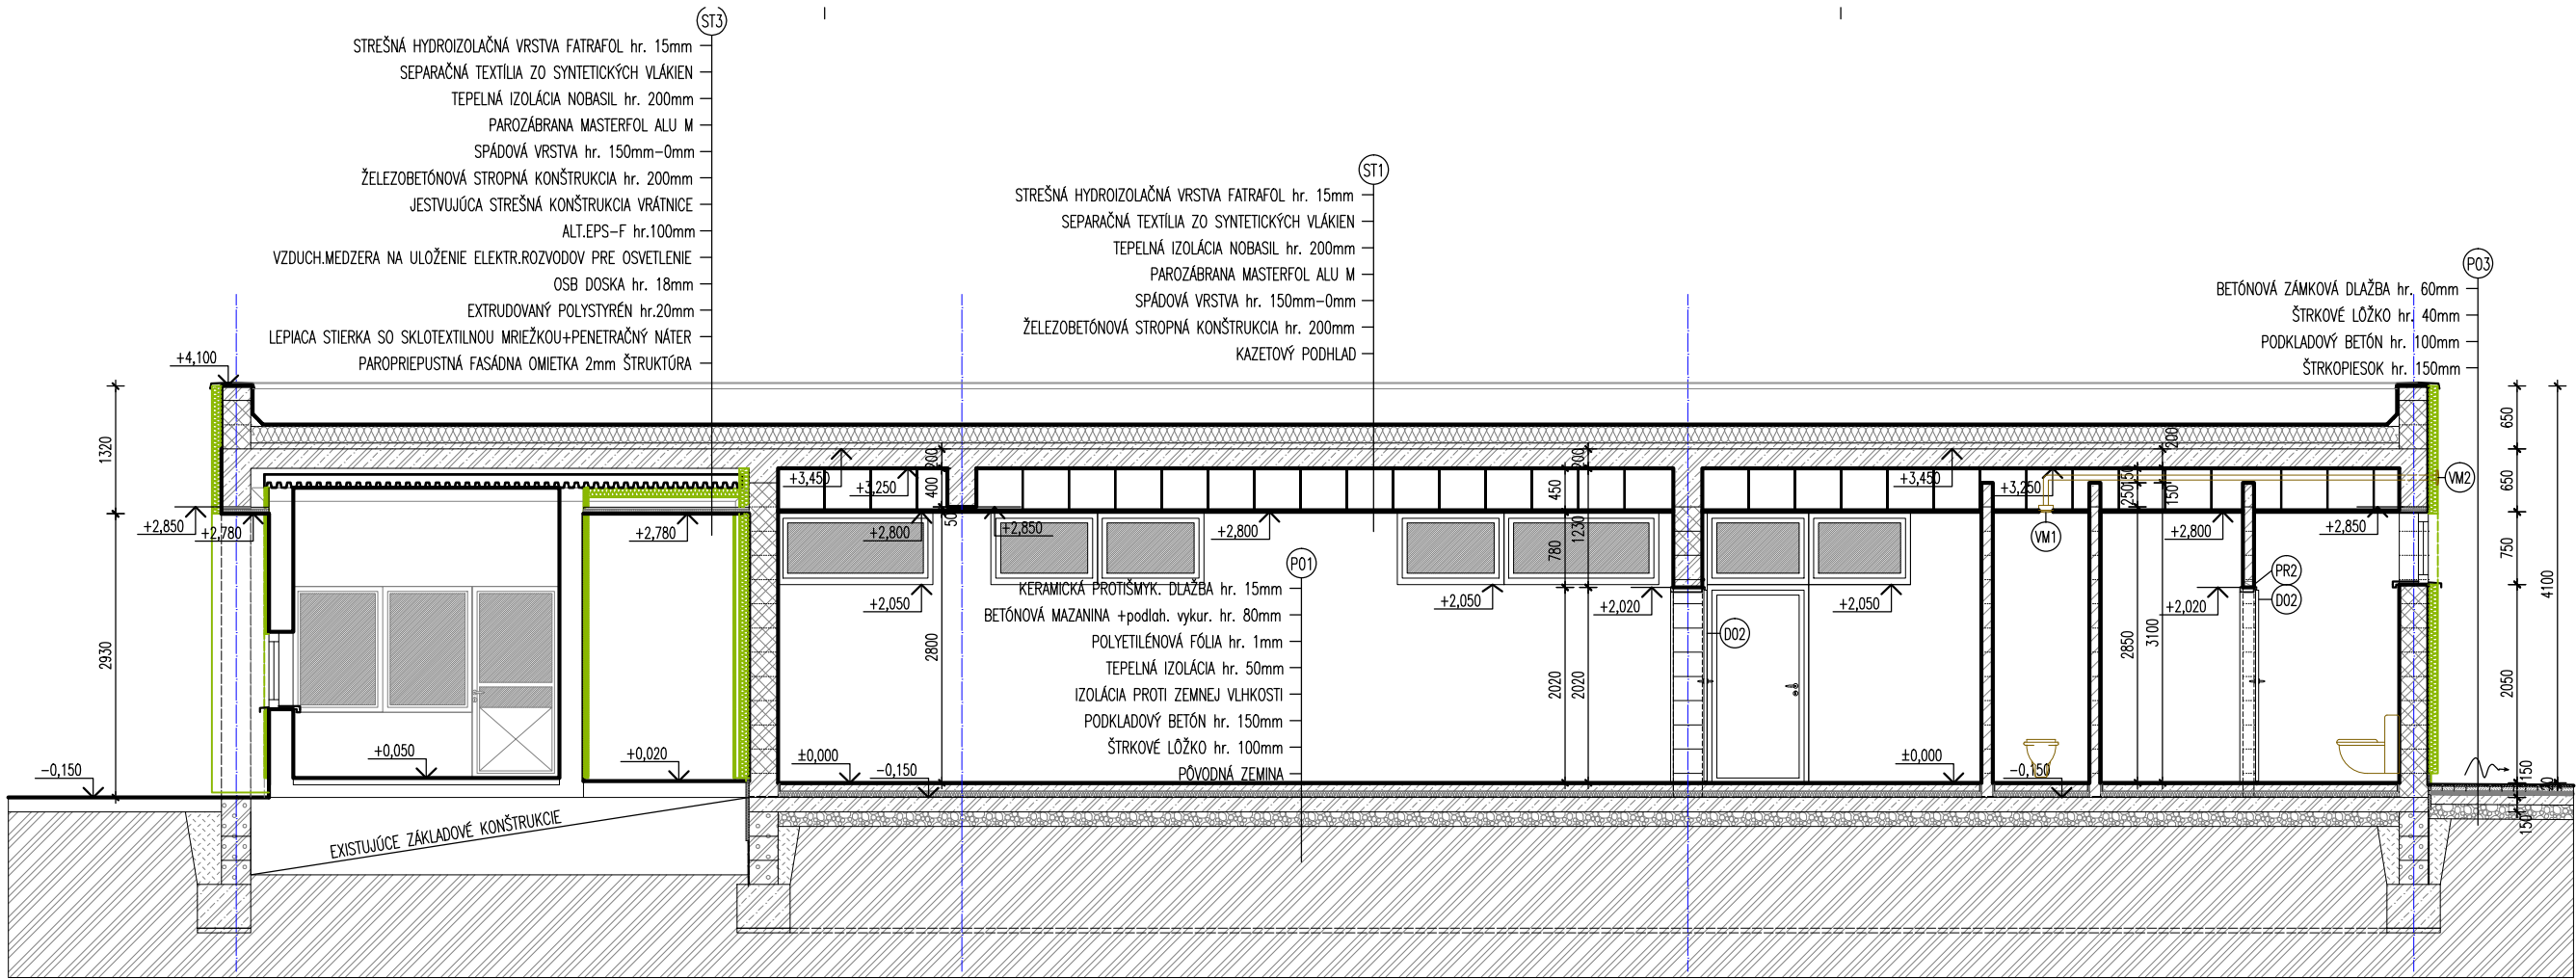 ST3
STREŠNÁ HYDROIZOLAČNÁ VRSTVA FATRAFOL hr. 15mm
SEPARAČNÁ TEXTÍLIA ZO SYNTETICKÝCH VLÁKIEN
TEPELNÁ IZOLÁCIA NOBASIL hr. 200mm
PAROZÁBRANA MASTERFOL ALU M
SPÁDOVÁ VRSTVA hr. 150mm-0mm
ŽELEZOBETÓNOVÁ STROPNÁ KONŠTRUKCIA hr. 200mm
JESTVUJÚCA STREŠNÁ KONŠTRUKCIA VRÁTNICE
ALT.EPS-F hr.100mm
VZDUCH.MEDZERA NA ULOŽENIE ELEKTR.ROZVODOV PRE OSVETLENIE
OSB DOSKA hr. 18mm
EXTRUDOVANÝ POLYSTYRÉN hr.20mm
LEPIACA STIERKA SO SKLOTEXTILNOU MRIEŽKOU+PENETRAČNÝ NÁTER
PAROPRIEPUSTNÁ FASÁDNA OMIETKA 2mm ŠTRUKTÚRA
ST1
STREŠNÁ HYDROIZOLAČNÁ VRSTVA FATRAFOL hr. 15mm
SEPARAČNÁ TEXTÍLIA ZO SYNTETICKÝCH VLÁKIEN
TEPELNÁ IZOLÁCIA NOBASIL hr. 200mm
PAROZÁBRANA MASTERFOL ALU M
SPÁDOVÁ VRSTVA hr. 150mm-0mm
ŽELEZOBETÓNOVÁ STROPNÁ KONŠTRUKCIA hr. 200mm
KAZETOVÝ PODHLAD
P03
BETÓNOVÁ ZÁMKOVÁ DLAŽBA hr. 60mm
ŠTRKOVÉ LÔŽKO hr. 40mm
PODKLADOVÝ BETÓN hr. 100mm
ŠTRKOPIESOK hr. 150mm
+4,100
1320
2930
+2,850
+2,780
+2,780
-0,150
+0,050
+0,020
EXISTUJÚCE ZÁKLADOVÉ KONŠTRUKCIE
+3,450
+3,250
200
400
50
+2,800
+2,850
+2,800
+2,050
2800
±0,000
-0,150
P01
KERAMICKÁ PROTIŠMYK. DLAŽBA hr. 15mm
BETÓNOVÁ MAZANINA +podlah. vykur. hr. 80mm
POLYETILÉNOVÁ FÓLIA hr. 1mm
TEPELNÁ IZOLÁCIA hr. 50mm
IZOLÁCIA PROTI ZEMNEJ VLHKOSTI
PODKLADOVÝ BETÓN hr. 150mm
ŠTRKOVÉ LÔŽKO hr. 100mm
PÔVODNÁ ZEMINA
+2,050
200
450
780
1230
2020
2020
+2,020
D02
+2,050
+3,450
+3,250
±0,000
-0,150
VM1
200
150
250
150
2850
3100
+2,800
+2,020
PR2
D02
+2,850
VM2
650
650
750
2050
150
150
4100
20